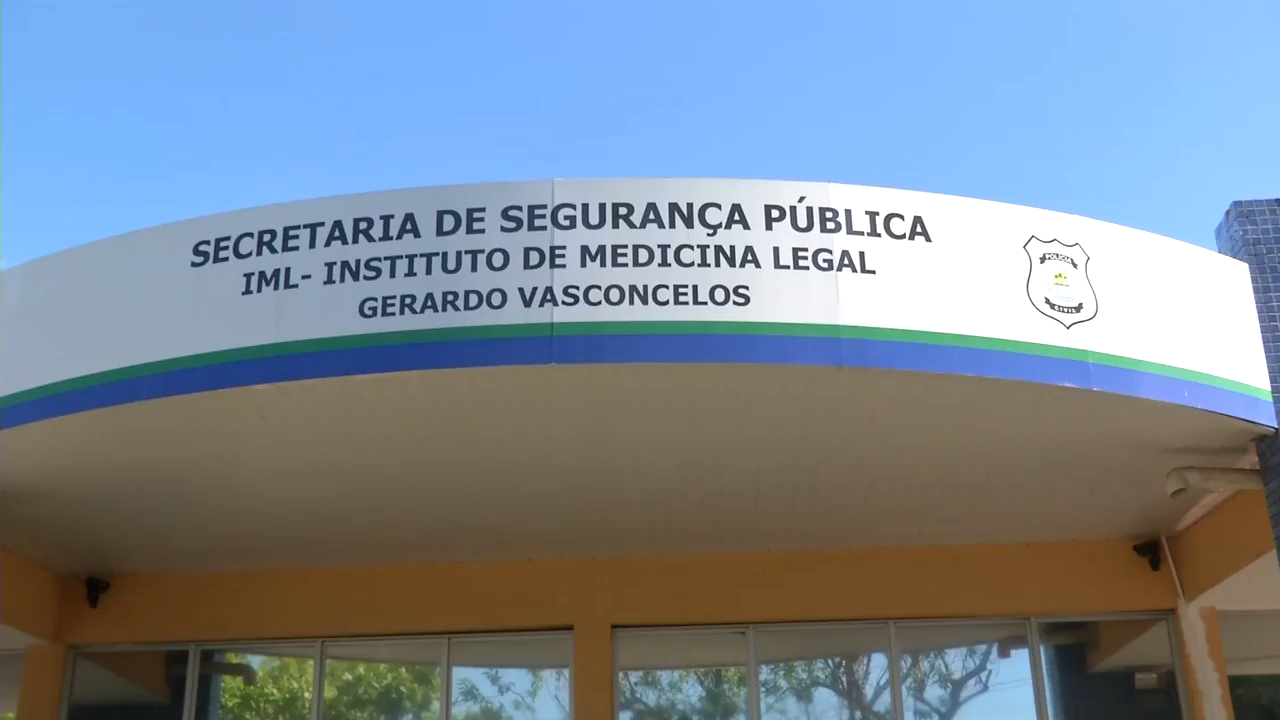 SECRETARIA DE SEGURANÇA PÚBLICA
IML- INSTITUTO DE MEDICINA LEGAL
GERARDO VASCONCELOS
POLÍCIA
CIVIL